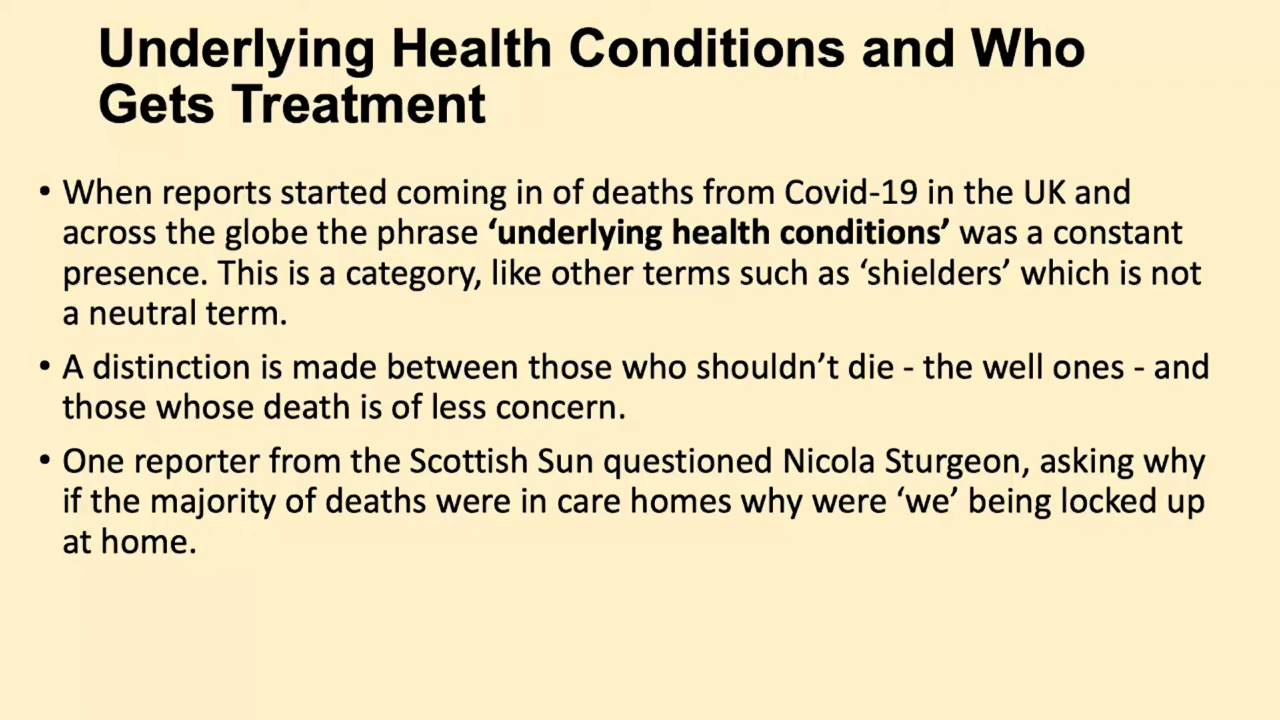 Underlying Health Conditions and Who
Gets Treatment
• When reports started coming in of deaths from Covid-19 in the UK and
across the globe the phrase ‘underlying health conditions’ was a constant
presence. This is a category, like other terms such as ‘shielders’ which is not
a neutral term.
• A distinction is made between those who shouldn’t die - the well ones - and
those whose death is of less concern.
• One reporter from the Scottish Sun questioned Nicola Sturgeon, asking why
if the majority of deaths were in care homes why were ‘we’ being locked up
at home.